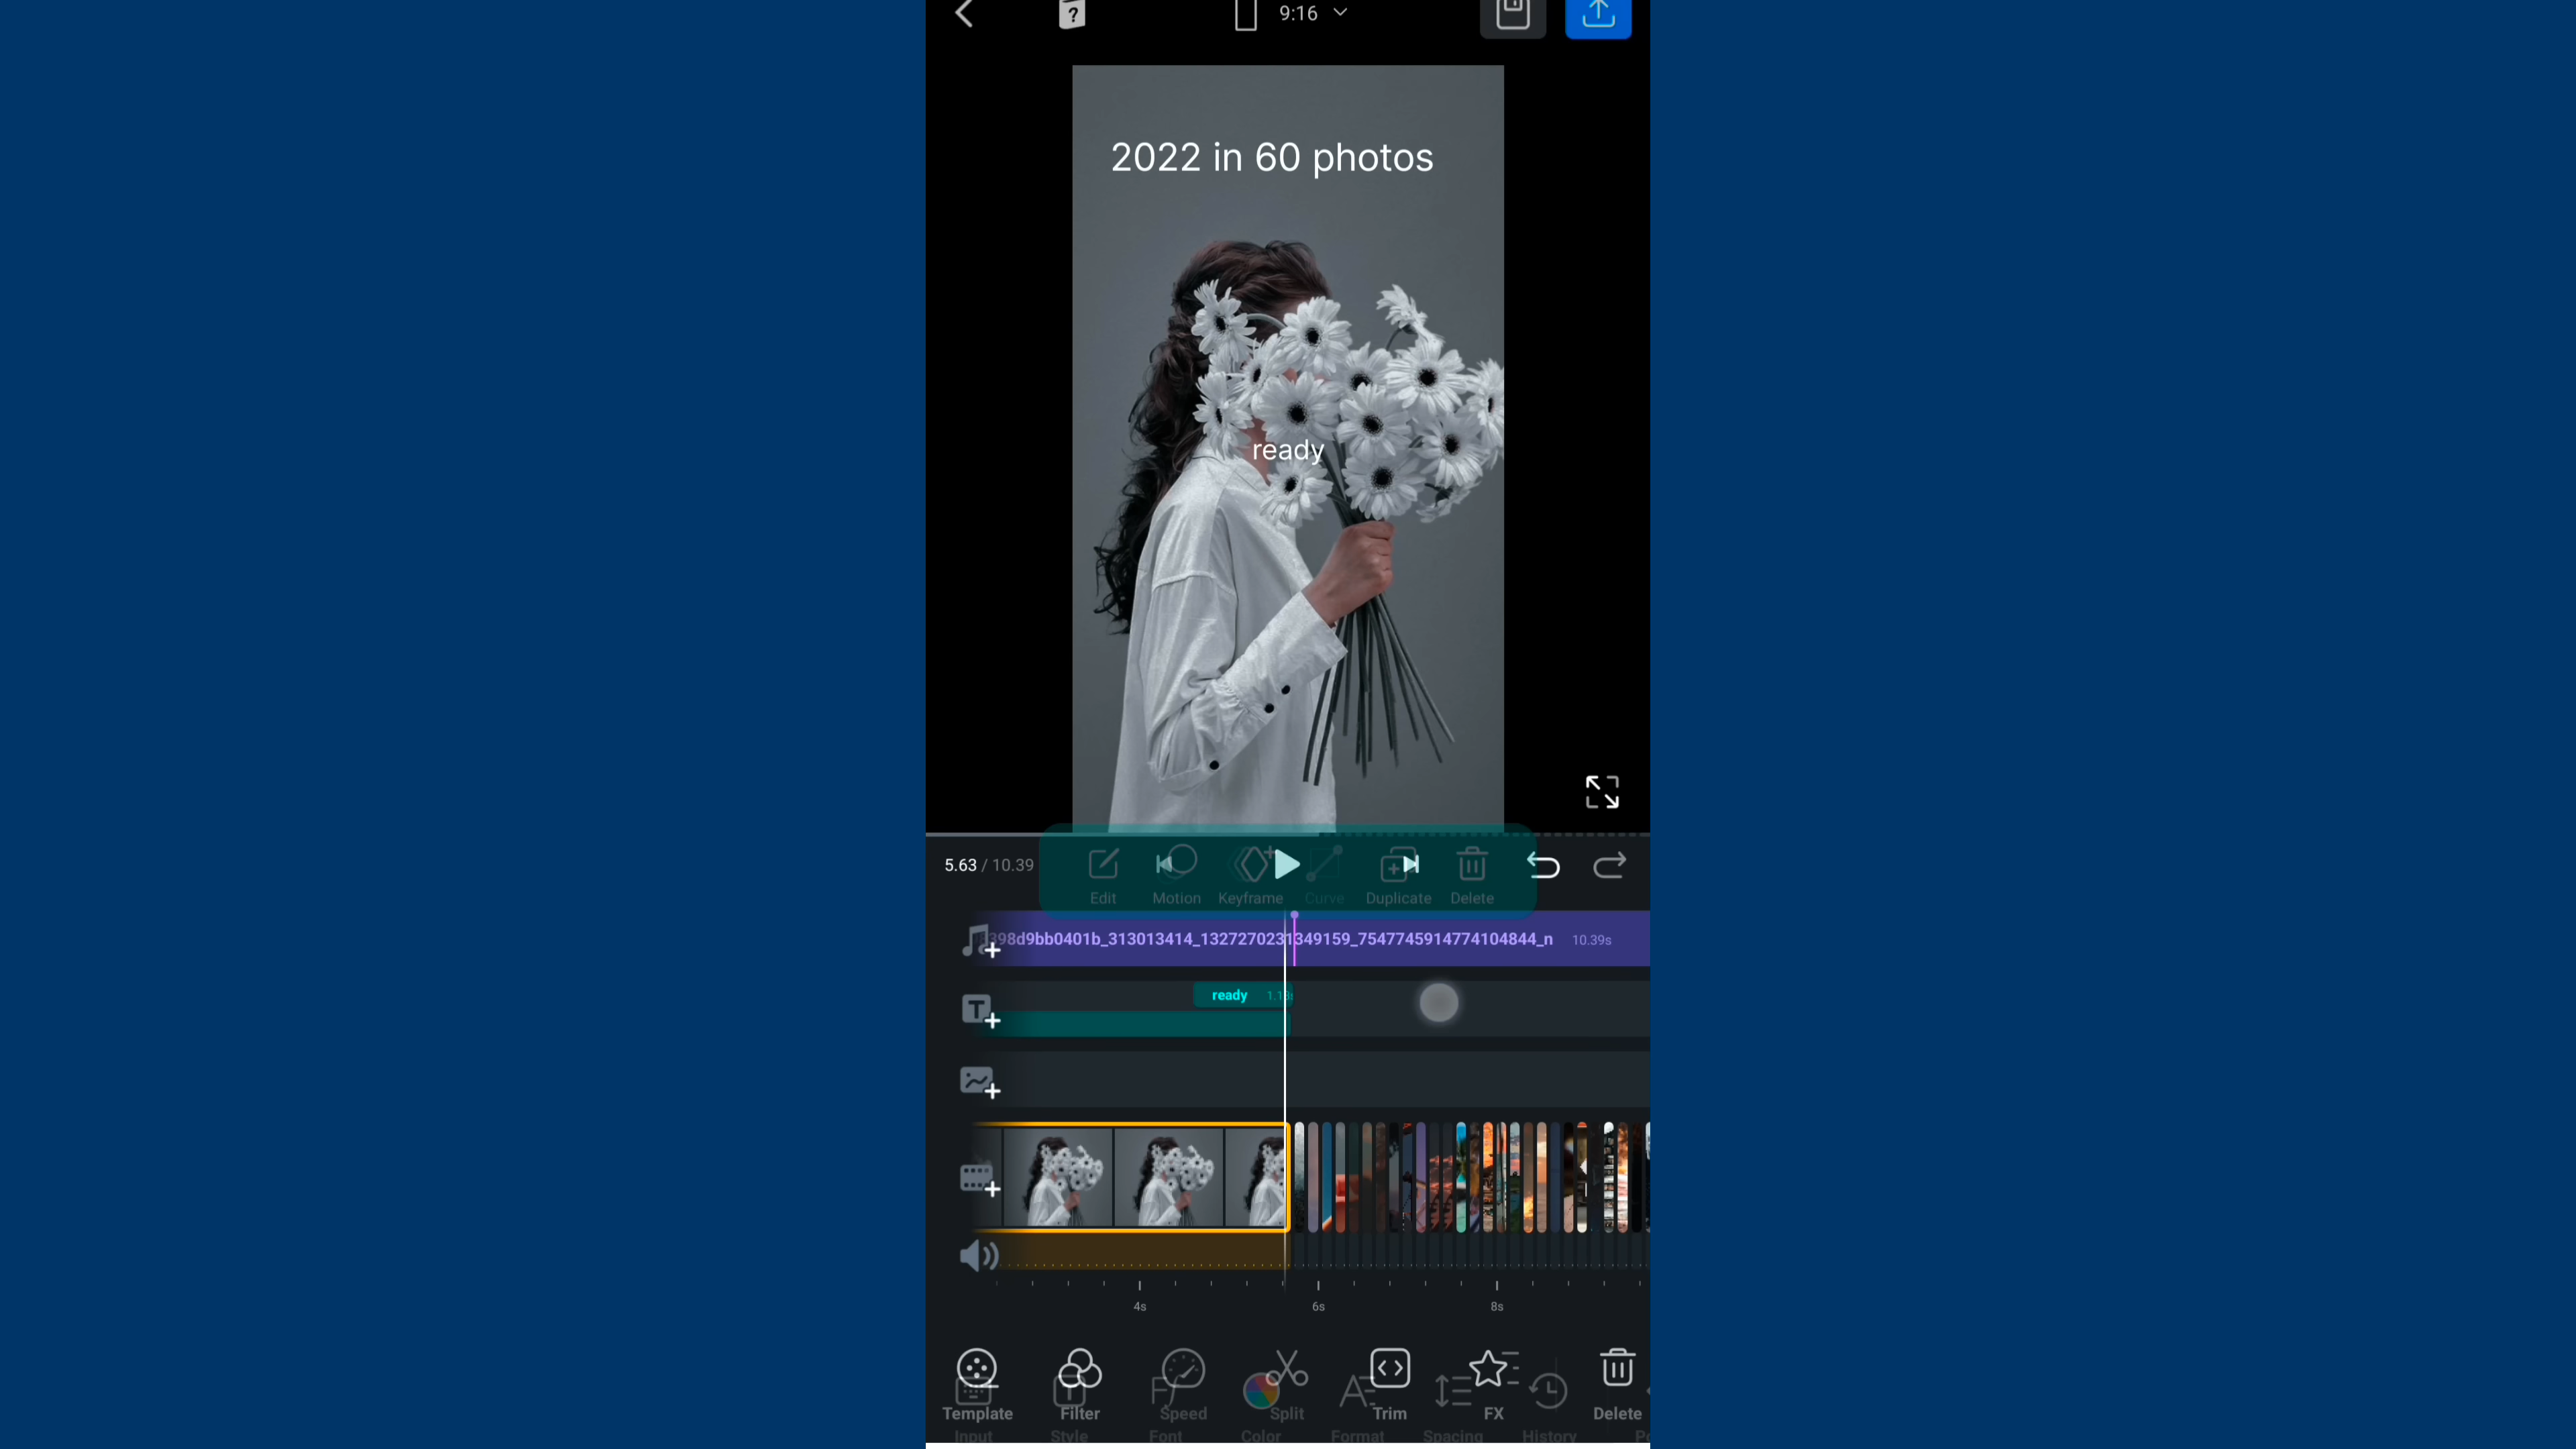 9:16
2022 in 60 photos
ready
5.63 / 10.39
Edit Motion Keyframe Curve Duplicate Delete
398d9bb0401b_313013414_1327270231349159_7547745914774104844_n 10.39s
ready
4s 6s 8s
Template Filter Speed Split Trim FX Delete
Input Style Font Color Format Spacing History